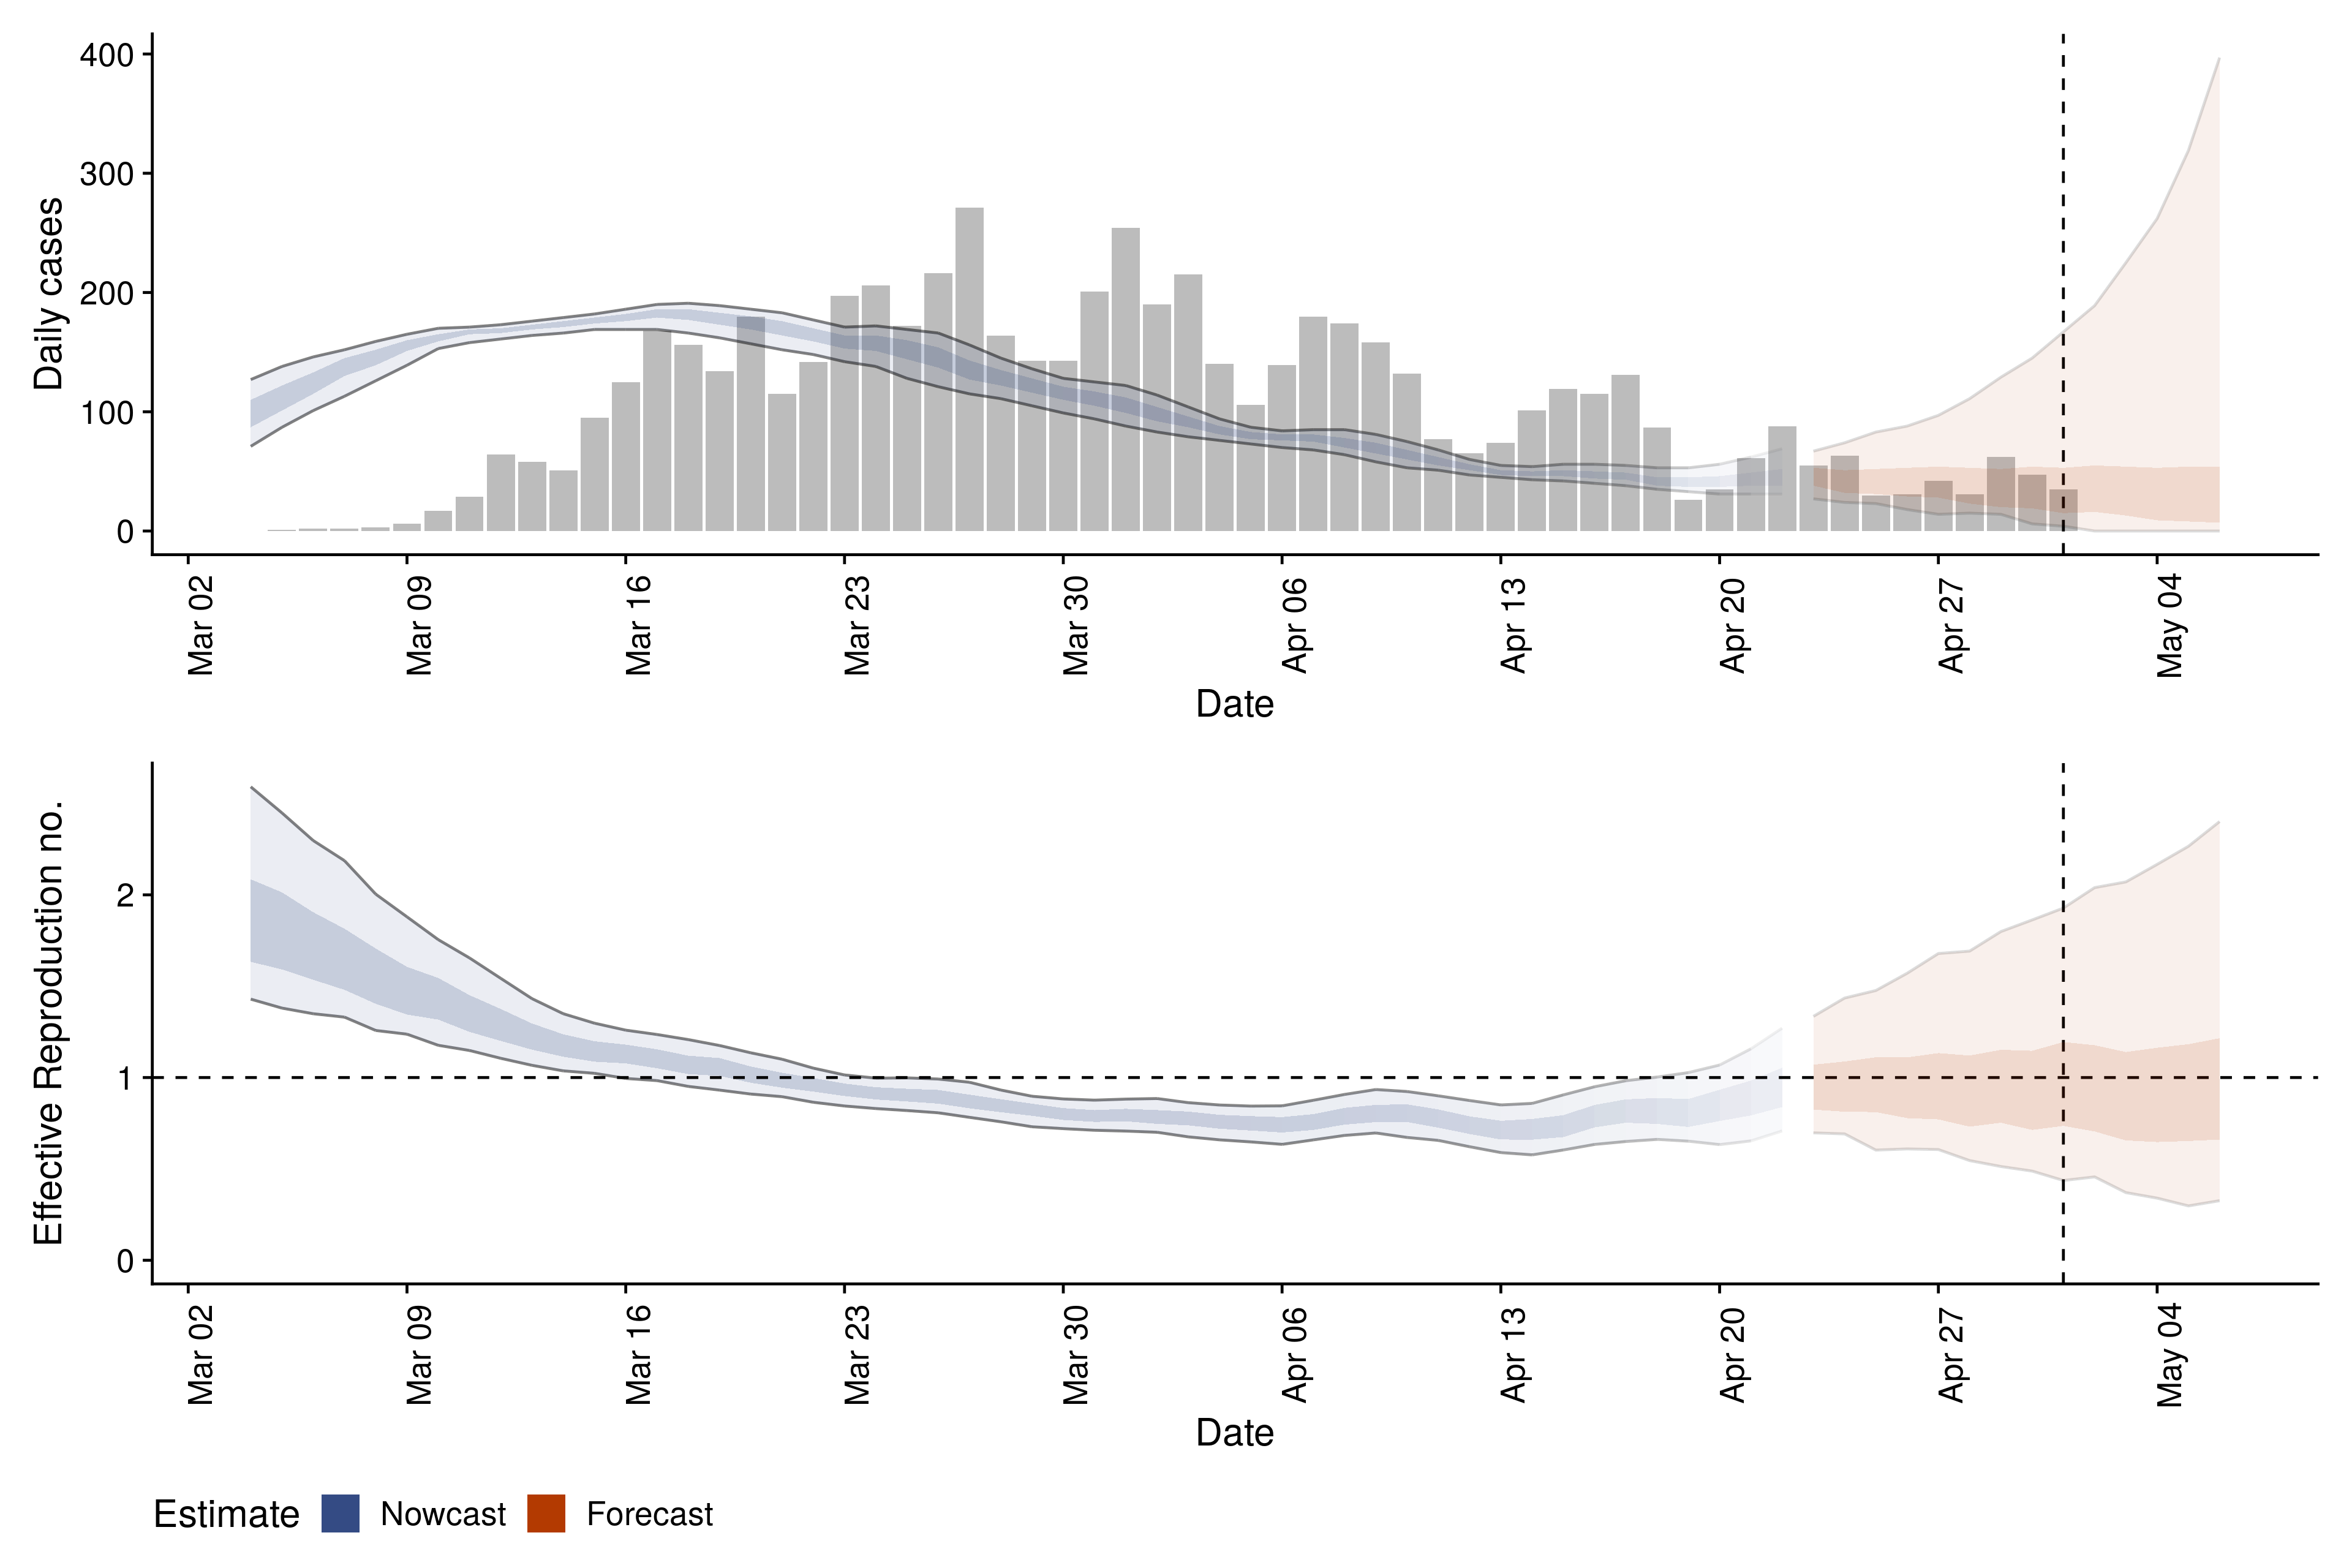 Daily cases
400
300
200
100
0
Mar 02
Mar 09
Mar 16
Mar 23
Mar 30
Apr 06
Apr 13
Apr 20
Apr 27
May 04
Date
Effective Reproduction no.
2
1
0
Mar 02
Mar 09
Mar 16
Mar 23
Mar 30
Apr 06
Apr 13
Apr 20
Apr 27
May 04
Date
Estimate Nowcast Forecast